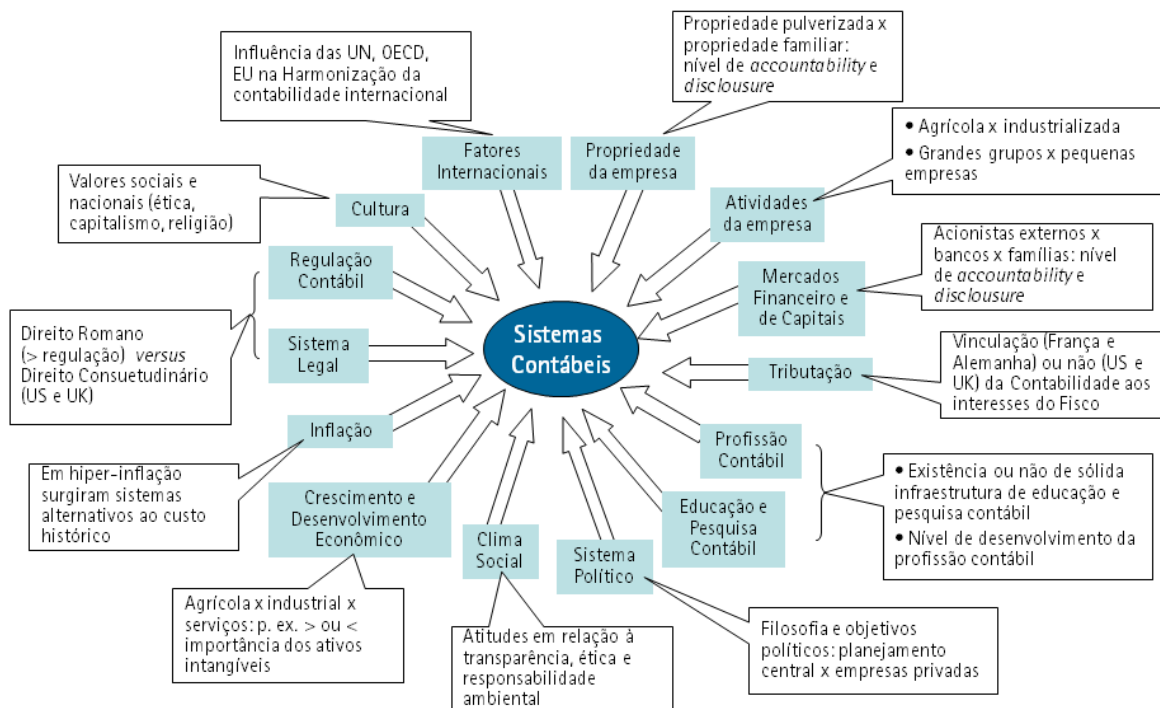 Propriedade pulverizada x
propriedade familiar:
nível de accountability e
disclousure
Influência das UN, OECD,
EU na Harmonização da
contabilidade internacional
• Agrícola x industrializada
• Grandes grupos x pequenas
empresas
Fatores
Internacionais
Propriedade
da empresa
Valores sociais e
nacionais (ética,
capitalismo, religião)
Cultura
Atividades
da empresa
Acionistas externos x
bancos x famílias: nível
de accountability e
disclousure
Regulação
Contábil
Mercados
Financeiro e
de Capitais
Direito Romano
(> regulação) versus
Direito Consuetudinário
(US e UK)
Sistema
Legal
Sistemas
Contábeis
Tributação
Vinculação (França e
Alemanha) ou não (US e
UK) da Contabilidade aos
interesses do Fisco
Inflação
Profissão
Contábil
Em hiper-inflação
surgiram sistemas
alternativos ao custo
histórico
Crescimento e
Desenvolvimento
Econômico
Clima
Social
Sistema
Político
Educação e
Pesquisa
Contábil
• Existência ou não de sólida
infraestrutura de educação e
pesquisa contábil
• Nível de desenvolvimento da
profissão contábil
Agrícola x industrial x
serviços: p. ex. > ou <
importância dos ativos
intangíveis
Atitudes em relação à
transparência, ética e
responsabilidade
ambiental
Filosofia e objetivos
políticos: planejamento
central x empresas privadas